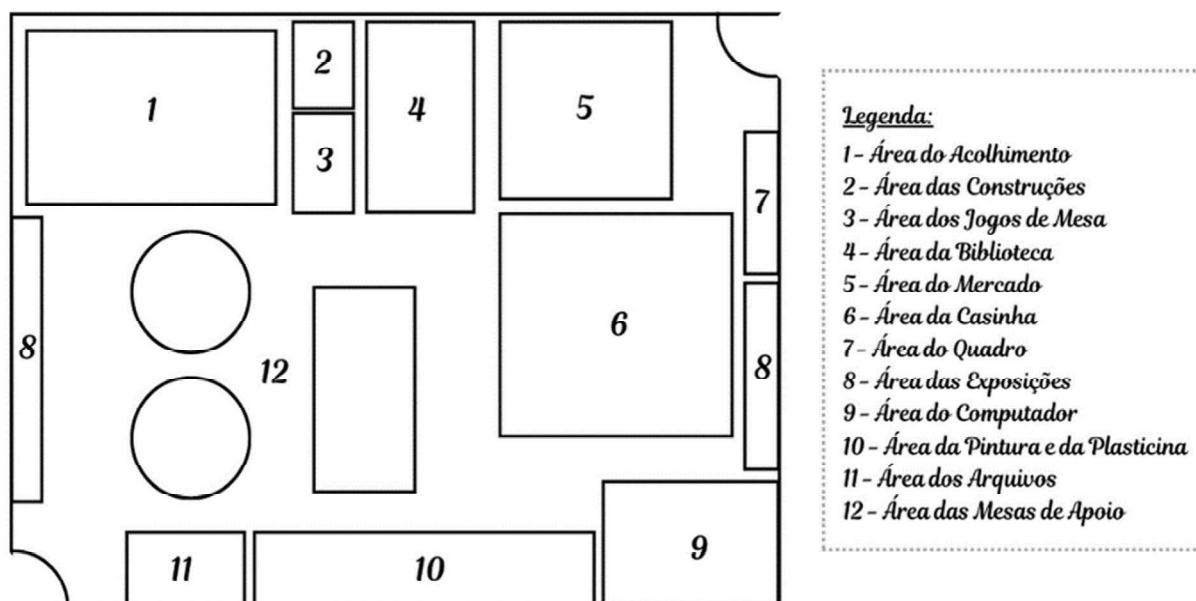 1
2
4
5
3
7
8
12
6
8
11
10
9
Legenda:
1 - Área do Acolhimento
2 - Área das Construções
3 - Área dos Jogos de Mesa
4 - Área da Biblioteca
5 - Área do Mercado
6 - Área da Casinha
7 - Área do Quadro
8 - Área das Exposições
9 - Área do Computador
10 - Área da Pintura e da Plasticina
11 - Área dos Arquivos
12 - Área das Mesas de Apoio